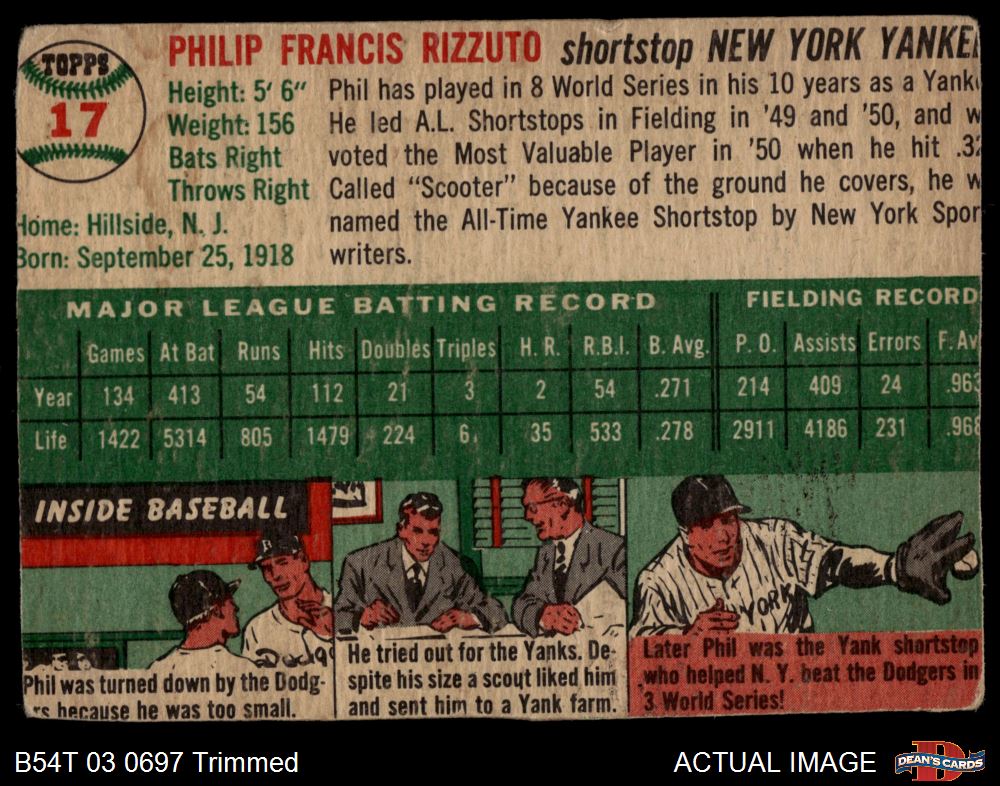 TOPPS
17
PHILIP FRANCIS RIZZUTO shortstop NEW YORK YANKE
Height: 5' 6"
Weight: 156
Bats Right
Throws Right
Home: Hillside, N. J.
Born: September 25, 1918
Phil has played in 8 World Series in his 10 years as a Yank
He led A.L. Shortstops in Fielding in '49 and '50, and w
voted the Most Valuable Player in '50 when he hit .32
Called "Scooter" because of the ground he covers, he w
named the All-Time Yankee Shortstop by New York Spor
writers.
MAJOR LEAGUE BATTING RECORD FIELDING RECORD
Games At Bat Runs Hits Doubles Triples H. R. R.B.I. B. Avg. P. O. Assists Errors F. Av
Year 134 413 54 112 21 3 2 54 .271 214 409 24 .963
Life 1422 5314 805 1479 224 6 35 533 .278 2911 4186 231 .968
INSIDE BASEBALL
B
Dodg
Phil was turned down by the Dodg-
rs because he was too small.
He tried out for the Yanks. De-
spite his size a scout liked him
and sent him to a Yank farm.
YORK
Later Phil was the Yank shortstop
who helped N. Y. beat the Dodgers in
3 World Series!
B54T 03 0697 Trimmed
ACTUAL IMAGE
DEAN'S CARDS